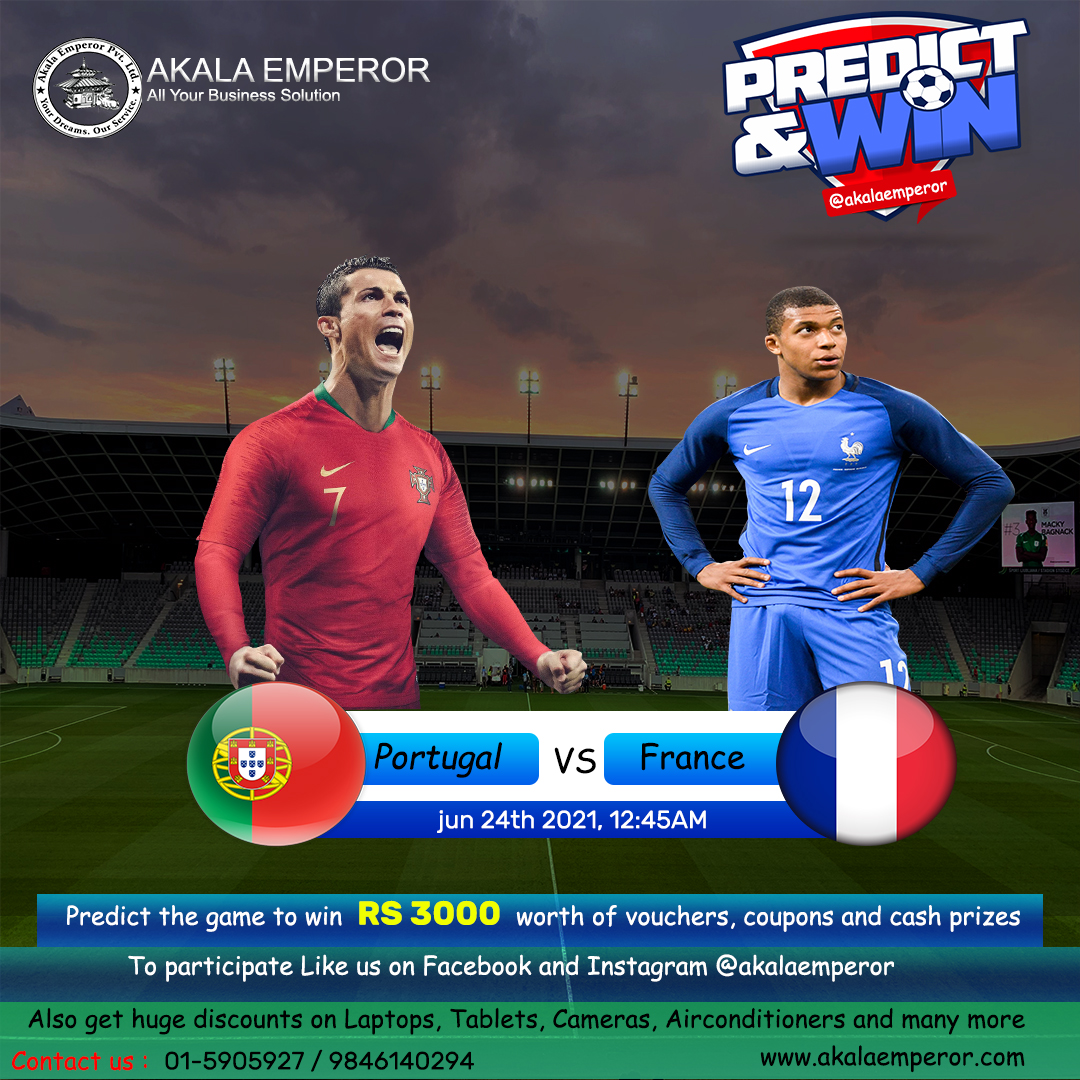 Akala Emperor Pvt. Ltd.
Your Dreams. Our Service.
AKALA EMPEROR
All Your Business Solution
PREDICT
&WIN
@akalaemperor
7
12
12
#3
MACKY
BAGNACK
Portugal
VS
France
jun 24th 2021, 12:45AM
Predict the game to win RS 3000 worth of vouchers, coupons and cash prizes
To participate Like us on Facebook and Instagram @akalaemperor
Also get huge discounts on Laptops, Tablets, Cameras, Airconditioners and many more
Contact us : 01-5905927 / 9846140294
www.akalaemperor.com